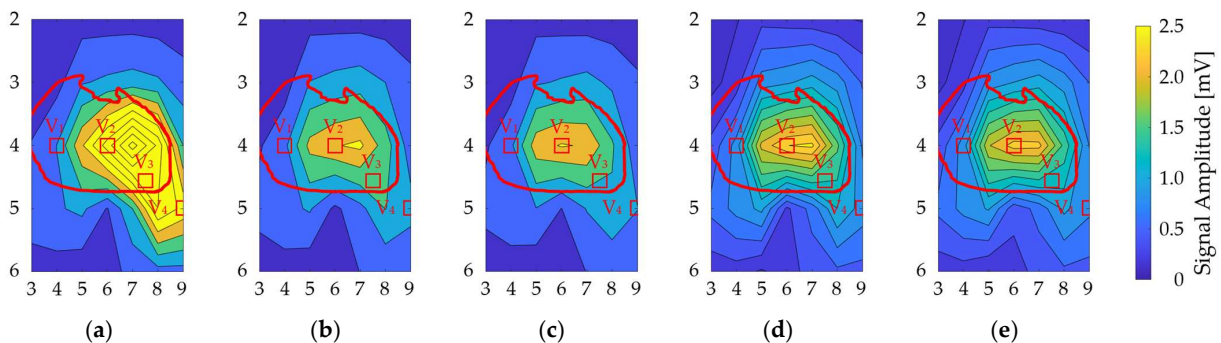 2 2 2 2 2 2.5
3 3 3 3 3 2.0
V₁ V₂ V₁ V₂ V₁ V₂ V₁ V₂ V₁ V₂ 1.5
4 4 4 4 4
V₃ V₃ V₃ V₃ V₃ 1.0
5 V₄ 5 V₄ 5 V₄ 5 V₄ 5 V₄ 0.5
6 6 6 6 6 0
Signal Amplitude [mV]
3 4 5 6 7 8 9 3 4 5 6 7 8 9 3 4 5 6 7 8 9 3 4 5 6 7 8 9 3 4 5 6 7 8 9
(a) (b) (c) (d) (e)